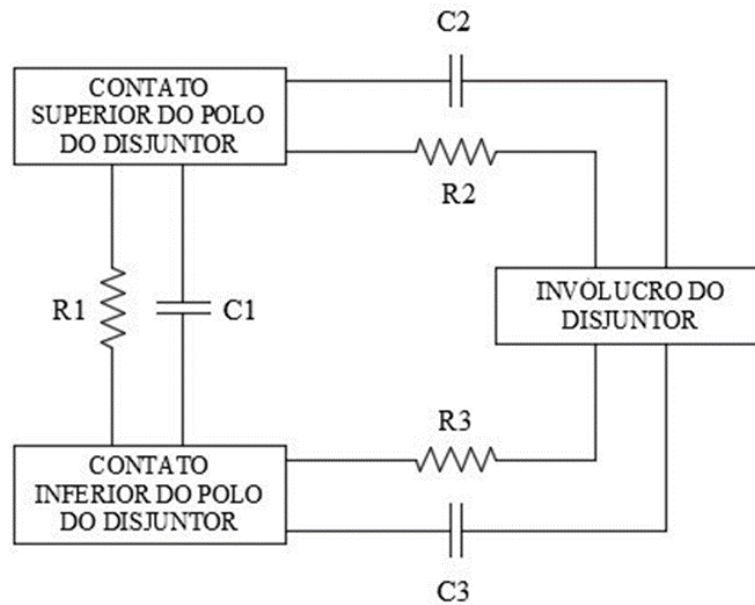 C2
CONTATO
SUPERIOR DO POLO
DO DISJUNTOR
R2
R1
C1
INVÓLUCRO DO
DISJUNTOR
R3
CONTATO
INFERIOR DO POLO
DO DISJUNTOR
C3